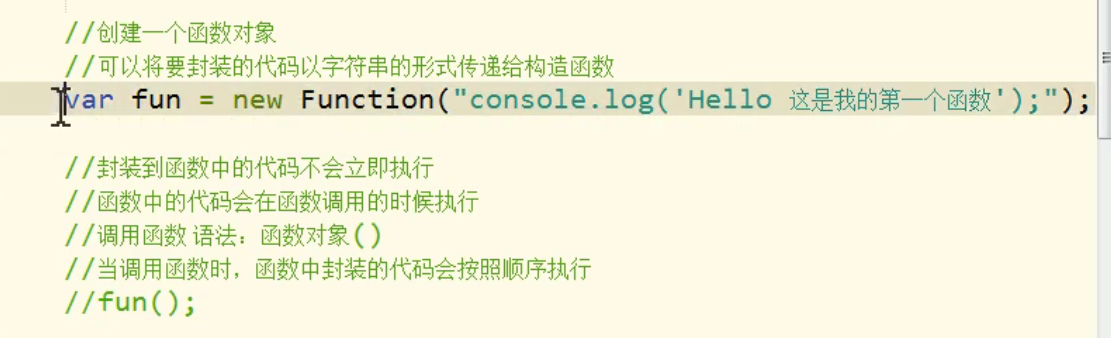 //创建一个函数对象
//可以将要封装的代码以字符串的形式传递给构造函数
var fun = new Function("console.log('Hello 这是我的第一个函数');");
//封装到函数中的代码不会立即执行
//函数中的代码会在函数调用的时候执行
//调用函数 语法：函数对象()
//当调用函数时，函数中封装的代码会按照顺序执行
//fun();